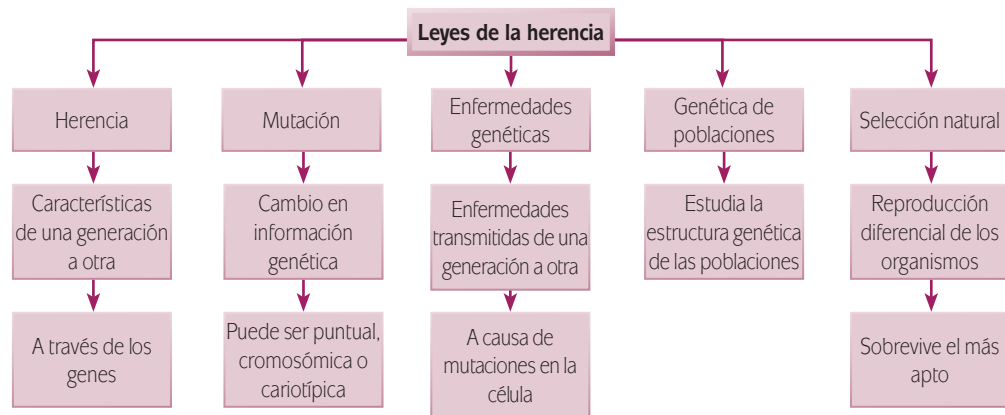 Leyes de la herencia
Herencia
Mutación
Enfermedades
genéticas
Genética de
poblaciones
Selección natural
Características
de una generación
a otra
Cambio en
información
genética
Enfermedades
transmitidas de una
generación a otra
Estudia la
estructura genética
de las poblaciones
Reproducción
diferencial de los
organismos
A través de los
genes
Puede ser puntual,
cromosómica o
cariotípica
A causa de
mutaciones en la
célula
Sobrevive el más
apto